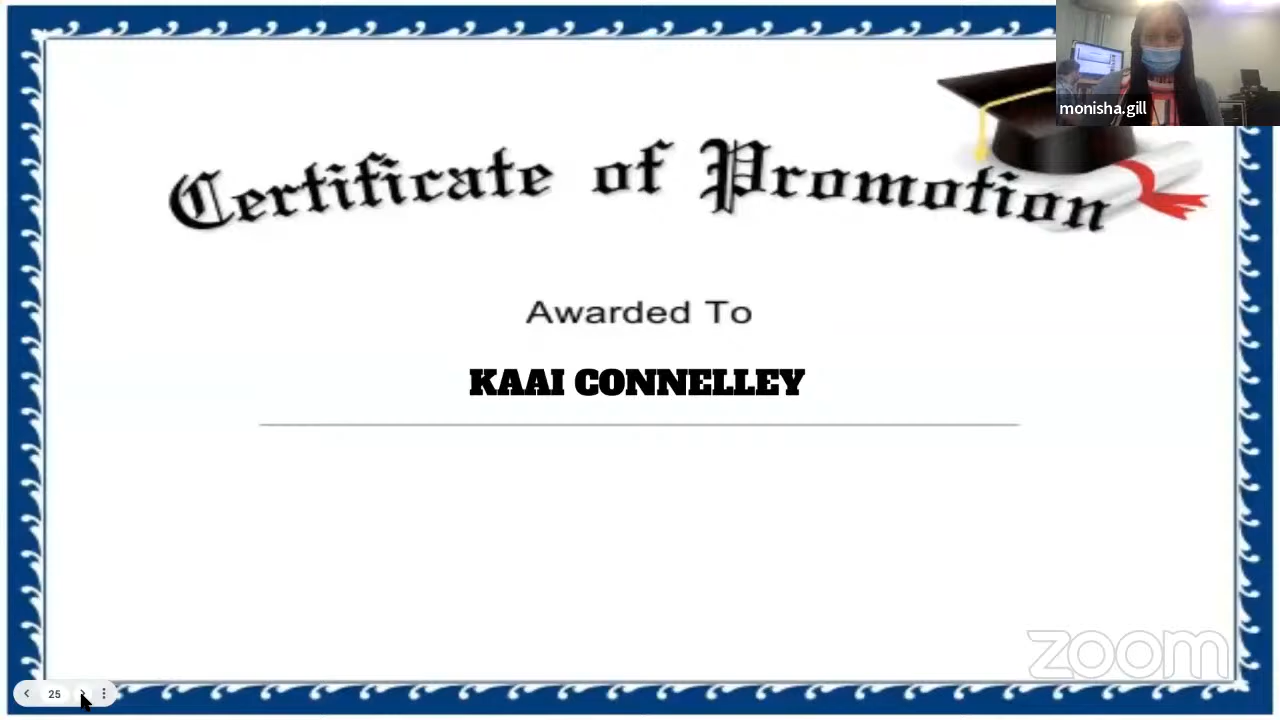 monisha.gill
Certificate of Promotion
Awarded To
KAAI CONNELLEY
zoom
25